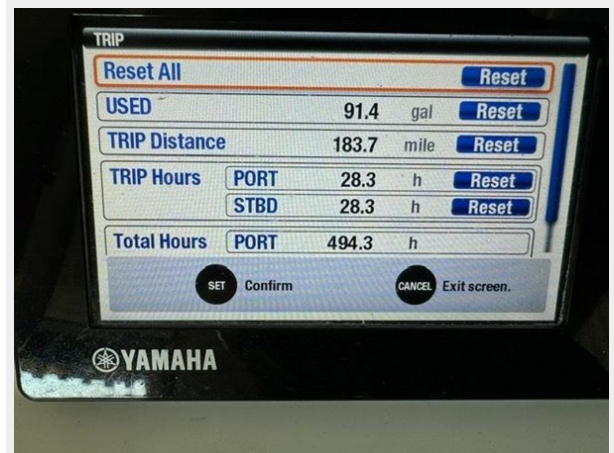 TRIP
Reset All Reset
USED 91.4 gal Reset
TRIP Distance 183.7 mile Reset
TRIP Hours PORT 28.3 h Reset
STBD 28.3 h Reset
Total Hours PORT 494.3 h
SET Confirm CANCEL Exit screen.
YAMAHA